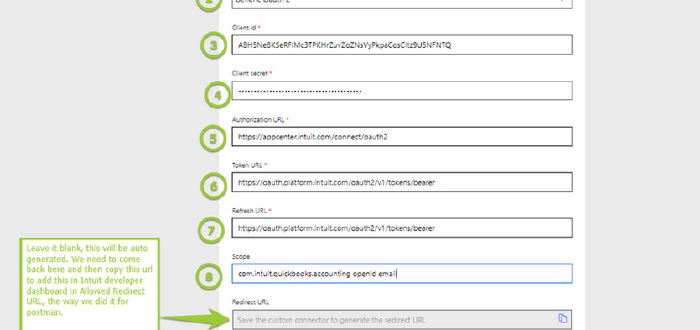 2
Generic Oauth 2
Client id *
3
4
Client secret *
5
Authorization URL *
https://appcenter.intuit.com/connect/oauth2
Token URL *
6
https://oauth.platform.intuit.com/oauth2/v1/tokens/bearer
Refresh URL *
7
https://oauth.platform.intuit.com/oauth2/v1/tokens/bearer
Scope
8
com.intuit.quickbooks.accounting openid email
Leave it blank, this will be auto
generated. We need to come
back here and then copy this url
to add this in Intuit developer
dashboard in Allowed Redirect
URL, the way we did it for
postman.
Redirect URL
Save the custom connector to generate the redirect URL